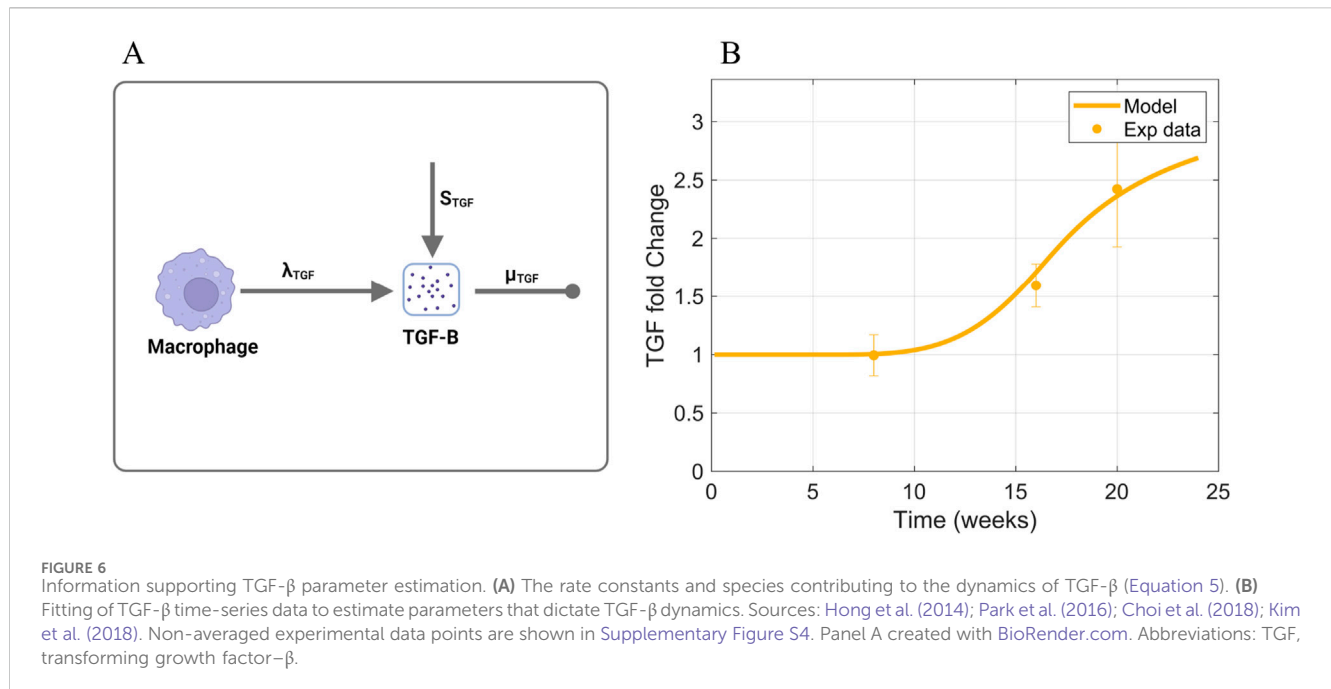 A
S_TGF
λ_TGF
μ_TGF
Macrophage
TGF-B
B
Model
Exp data
TGF fold Change
3
2.5
2
1.5
1
0.5
0
0
5
10
15
20
25
Time (weeks)
FIGURE 6
Information supporting TGF-β parameter estimation. (A) The rate constants and species contributing to the dynamics of TGF-β (Equation 5). (B)
Fitting of TGF-β time-series data to estimate parameters that dictate TGF-β dynamics. Sources: Hong et al. (2014); Park et al. (2016); Choi et al. (2018); Kim
et al. (2018). Non-averaged experimental data points are shown in Supplementary Figure S4. Panel A created with BioRender.com. Abbreviations: TGF,
transforming growth factor–β.